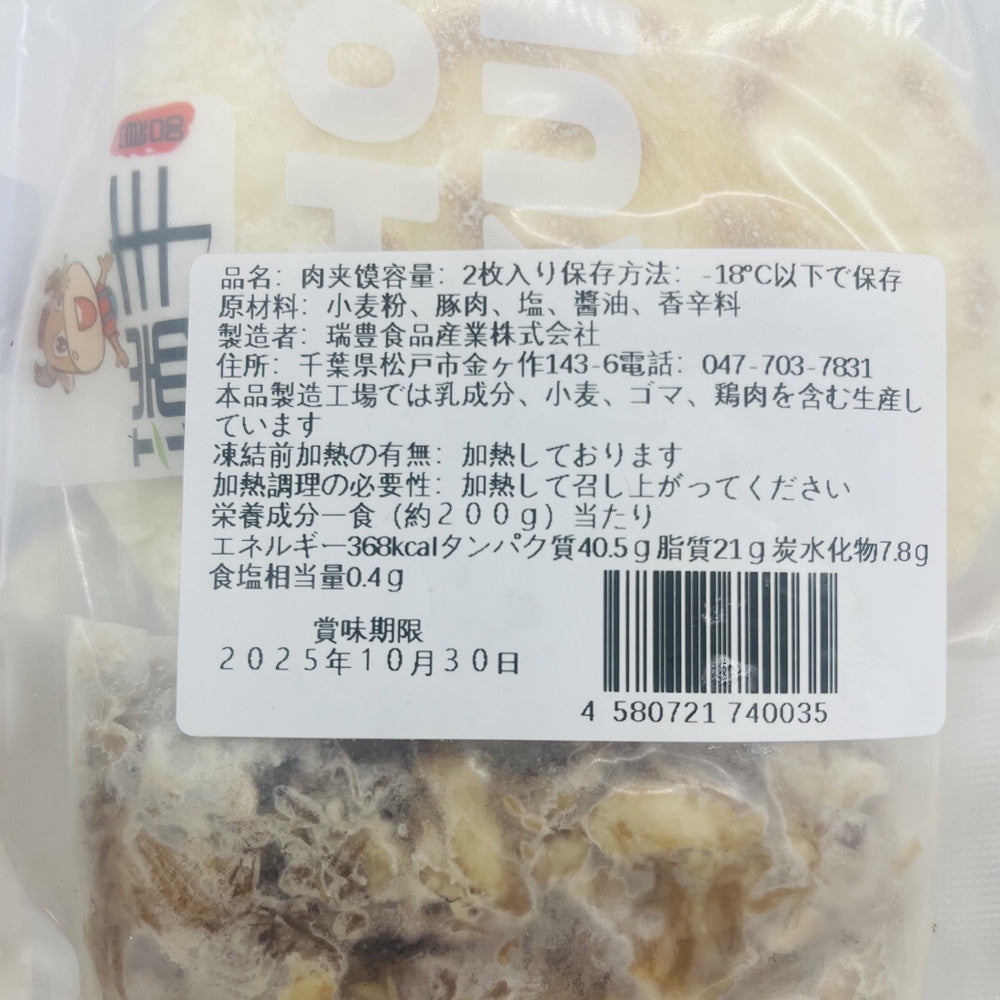 品名：肉夹馍容量：2枚入り保存方法：-18°C以下で保存
原材料：小麦粉、豚肉、塩、醬油、香辛料
製造者：瑞豊食品産業株式会社
住所：千葉県松戸市金ヶ作143-6電話：047-703-7831
本品製造工場では乳成分、小麦、ゴマ、鶏肉を含む生産し
ています
凍結前加熱の有無：加熱しております
加熱調理の必要性：加熱して召し上がってください
栄養成分一食（約２００ｇ）当たり
エネルギー368kcalタンパク質40.5ｇ脂質21ｇ炭水化物7.8ｇ
食塩相当量0.4ｇ
賞味期限
２０２５年１０月３０日
4 580721 740035